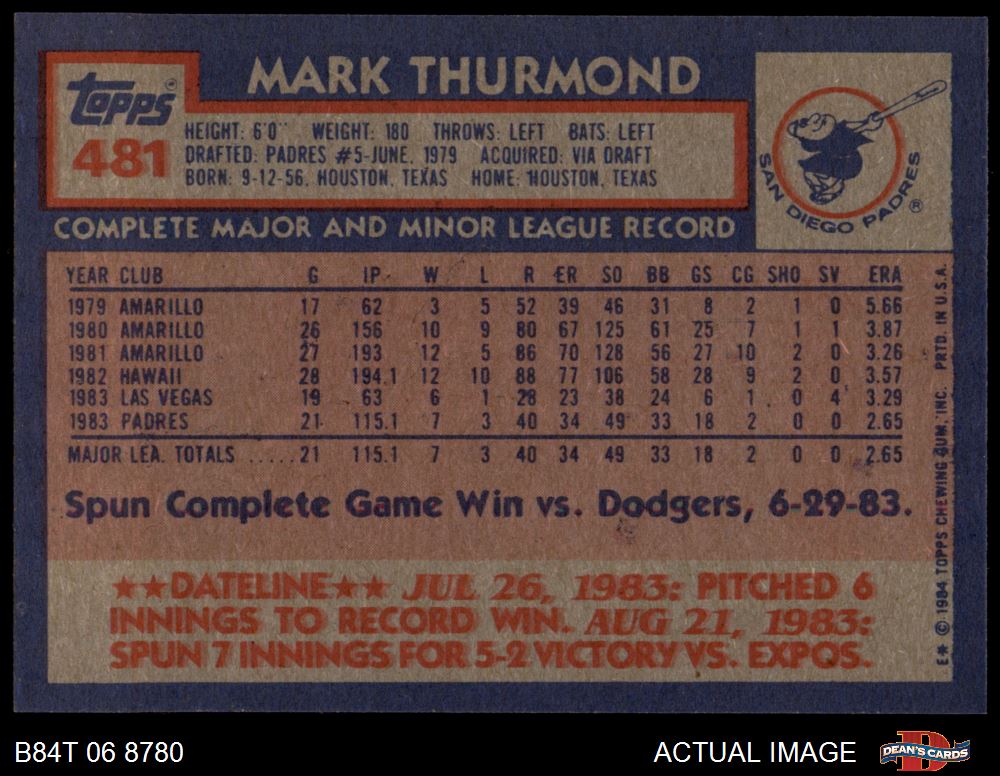 MARK THURMOND
topps®
481
HEIGHT: 6'0" WEIGHT: 180 THROWS: LEFT BATS: LEFT
DRAFTED: PADRES #5-JUNE, 1979 ACQUIRED: VIA DRAFT
BORN: 9-12-56, HOUSTON, TEXAS HOME: HOUSTON, TEXAS
SAN DIEGO PADRES ®
COMPLETE MAJOR AND MINOR LEAGUE RECORD
YEAR CLUB G IP W L R ER SO BB GS CG SHO SV ERA
1979 AMARILLO 17 62 3 5 52 39 46 31 8 2 1 0 5.66
1980 AMARILLO 26 156 10 9 80 67 125 61 25 7 1 1 3.87
1981 AMARILLO 27 193 12 5 86 70 128 56 27 10 2 0 3.26
1982 HAWAII 28 194.1 12 10 88 77 106 58 28 9 2 0 3.57
1983 LAS VEGAS 19 63 6 1 28 23 38 24 6 1 0 4 3.29
1983 PADRES 21 115.1 7 3 40 34 49 33 18 2 0 0 2.65
MAJOR LEA. TOTALS .....21 115.1 7 3 40 34 49 33 18 2 0 0 2.65
Spun Complete Game Win vs. Dodgers, 6-29-83.
★★DATELINE★★ JUL 26, 1983: PITCHED 6
INNINGS TO RECORD WIN. AUG 21, 1983:
SPUN 7 INNINGS FOR 5-2 VICTORY VS. EXPOS.
E* © 1984 TOPPS CHEWING GUM, INC. PRTD. IN U.S.A.
B84T 06 8780
ACTUAL IMAGE
D
DEAN'S CARDS